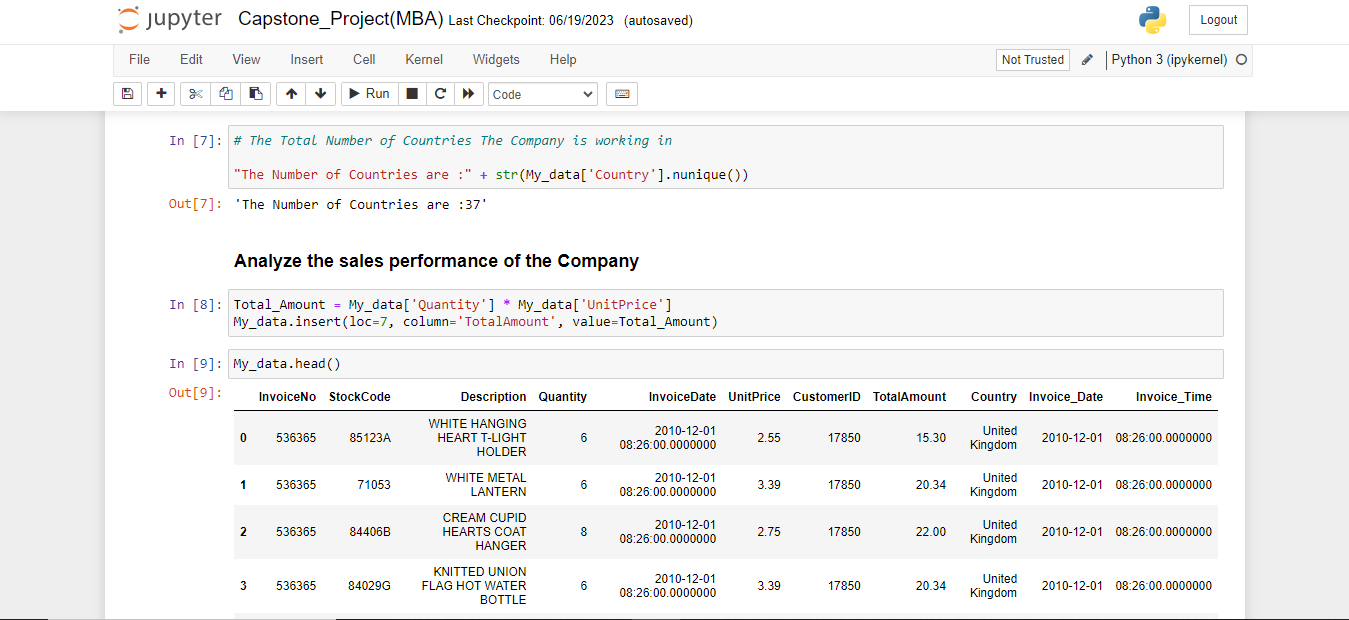 jupyter Capstone_Project(MBA) Last Checkpoint: 06/19/2023 (autosaved) Logout
File Edit View Insert Cell Kernel Widgets Help Not Trusted Python 3 (ipykernel)
Run Code
In [7]: # The Total Number of Countries The Company is working in
"The Number of Countries are :" + str(My_data['Country'].nunique())
Out[7]: 'The Number of Countries are :37'
Analyze the sales performance of the Company
In [8]: Total_Amount = My_data['Quantity'] * My_data['UnitPrice']
My_data.insert(loc=7, column='TotalAmount', value=Total_Amount)
In [9]: My_data.head()
Out[9]:
InvoiceNo StockCode Description Quantity InvoiceDate UnitPrice CustomerID TotalAmount Country Invoice_Date Invoice_Time
0 536365 85123A WHITE HANGING HEART T-LIGHT HOLDER 6 2010-12-01 08:26:00.0000000 2.55 17850 15.30 United Kingdom 2010-12-01 08:26:00.0000000
1 536365 71053 WHITE METAL LANTERN 6 2010-12-01 08:26:00.0000000 3.39 17850 20.34 United Kingdom 2010-12-01 08:26:00.0000000
2 536365 84406B CREAM CUPID HEARTS COAT HANGER 8 2010-12-01 08:26:00.0000000 2.75 17850 22.00 United Kingdom 2010-12-01 08:26:00.0000000
3 536365 84029G KNITTED UNION FLAG HOT WATER BOTTLE 6 2010-12-01 08:26:00.0000000 3.39 17850 20.34 United Kingdom 2010-12-01 08:26:00.0000000